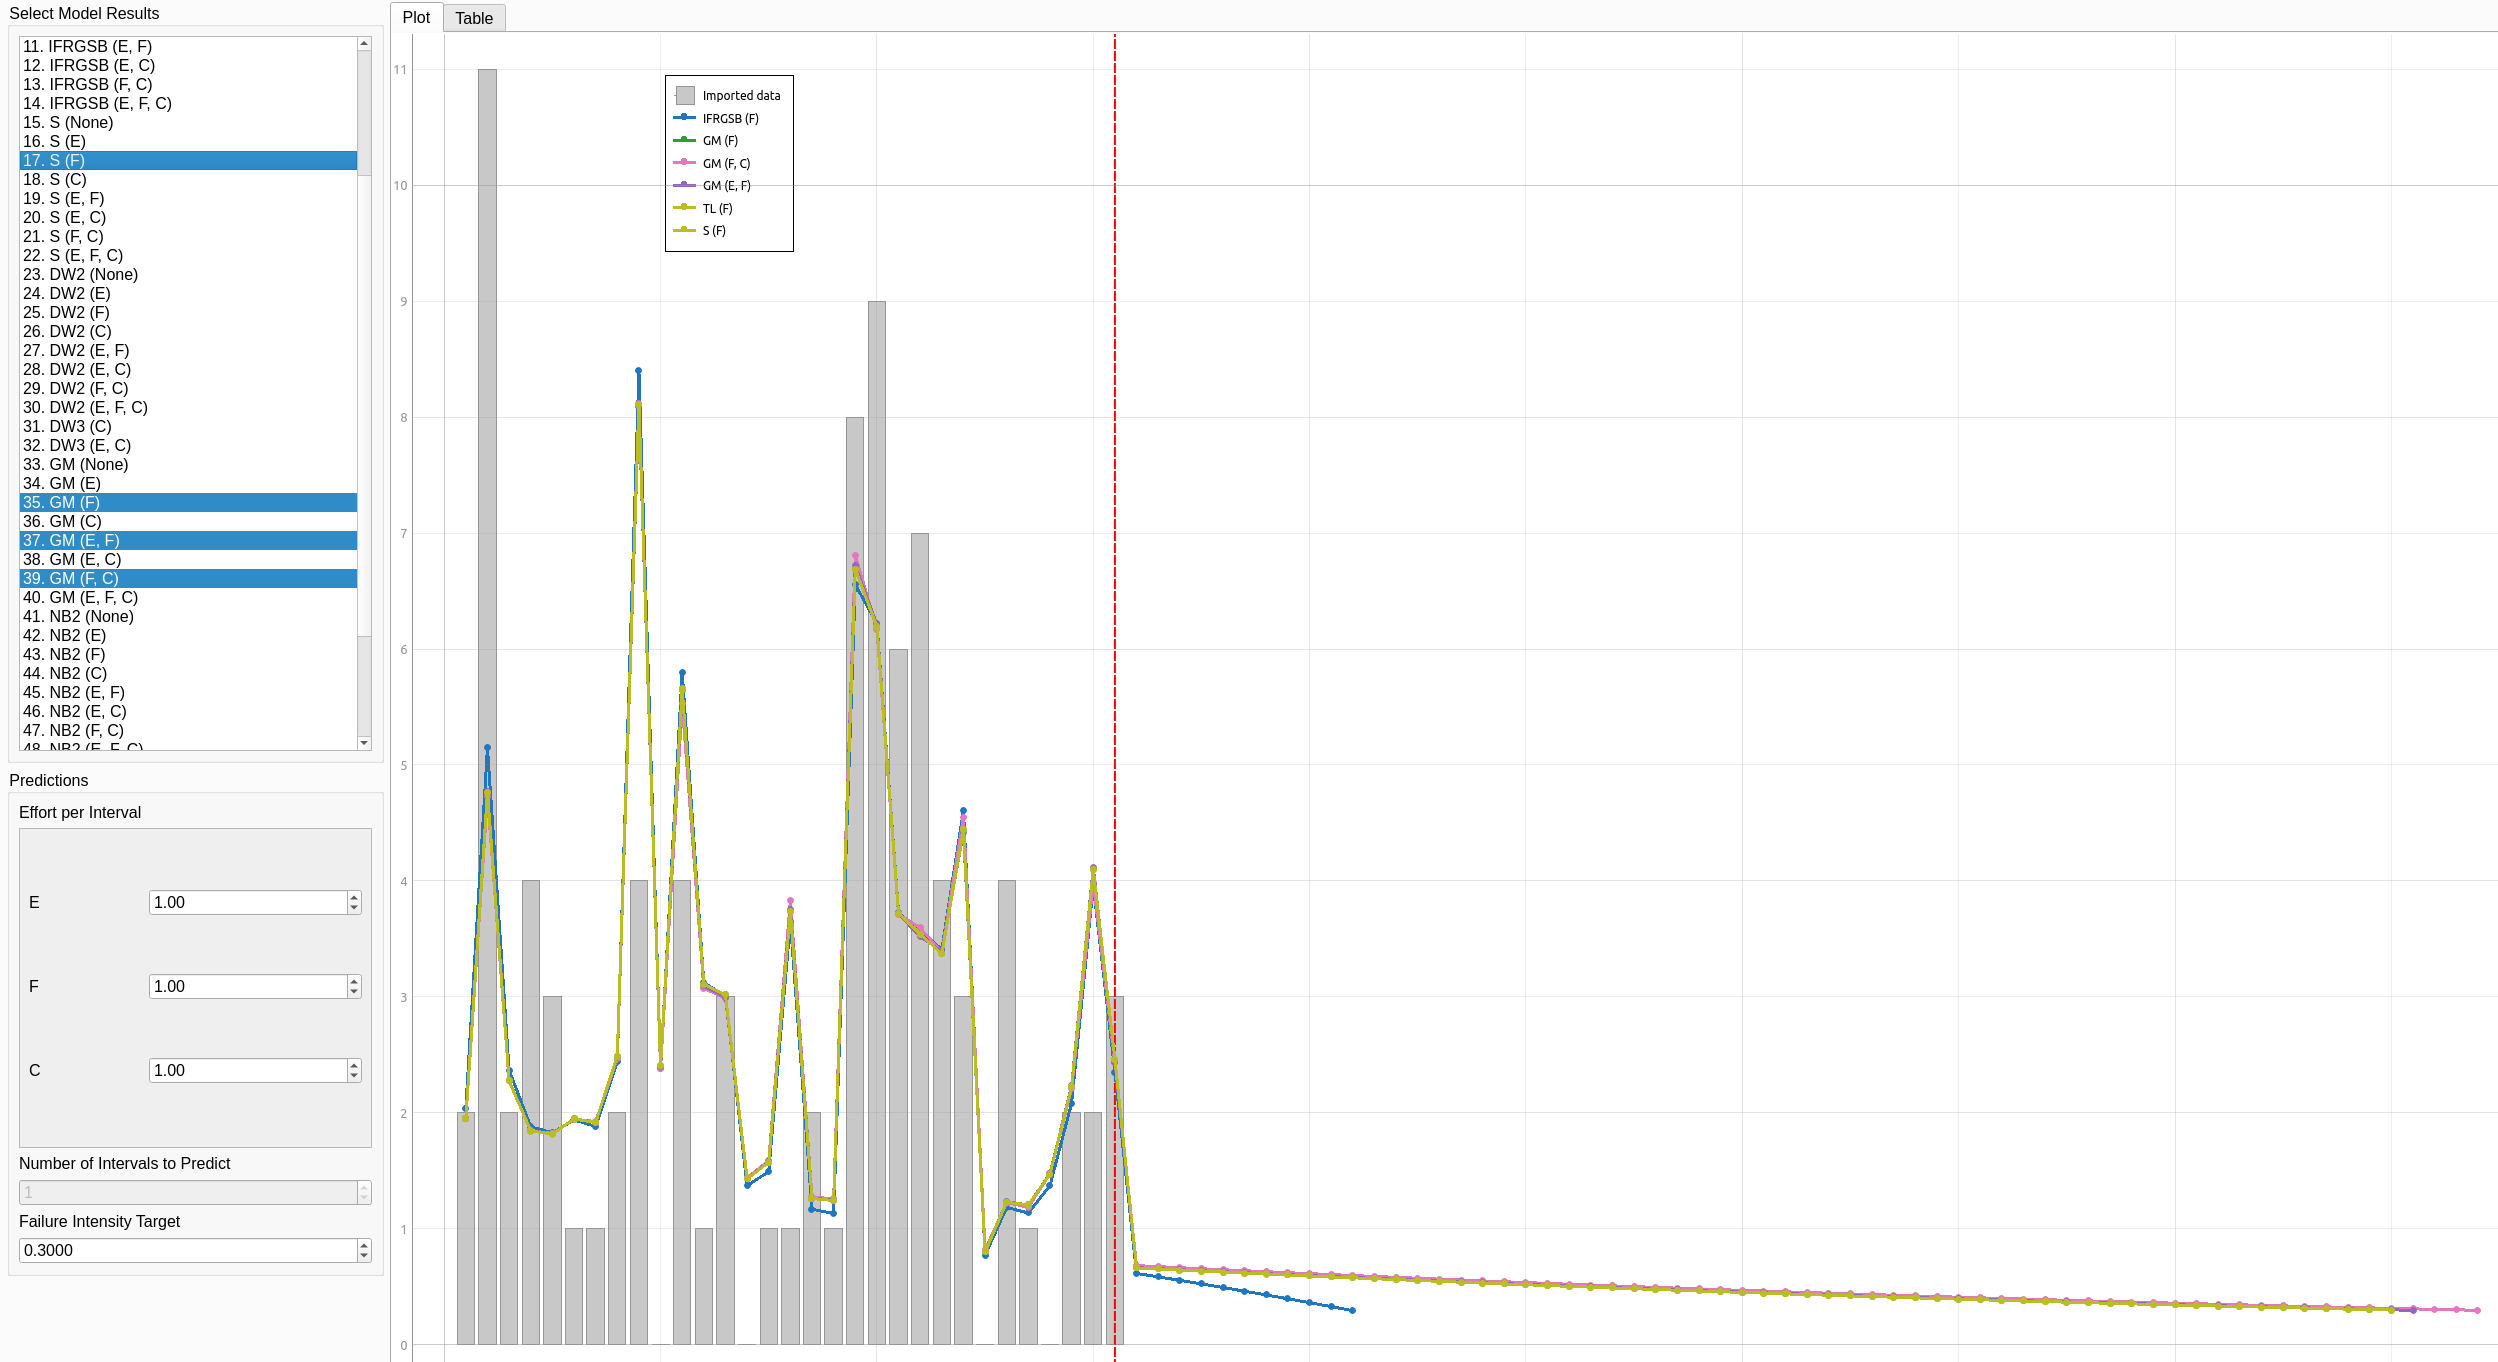 Select Model Results
11. IFRGSB (E, F)
12. IFRGSB (E, C)
13. IFRGSB (F, C)
14. IFRGSB (E, F, C)
15. S (None)
16. S (E)
17. S (F)
18. S (C)
19. S (E, F)
20. S (E, C)
21. S (F, C)
22. S (E, F, C)
23. DW2 (None)
24. DW2 (E)
25. DW2 (F)
26. DW2 (C)
27. DW2 (E, F)
28. DW2 (E, C)
29. DW2 (F, C)
30. DW2 (E, F, C)
31. DW3 (C)
32. DW3 (E, C)
33. GM (None)
34. GM (E)
35. GM (F)
36. GM (C)
37. GM (E, F)
38. GM (E, C)
39. GM (F, C)
40. GM (E, F, C)
41. NB2 (None)
42. NB2 (E)
43. NB2 (F)
44. NB2 (C)
45. NB2 (E, F)
46. NB2 (E, C)
47. NB2 (F, C)
48. NB2 (E, F, C)
Predictions
Effort per Interval
E 1.00
F 1.00
C 1.00
Number of Intervals to Predict
1
Failure Intensity Target
0.3000
Plot Table
11
10
9
8
7
6
5
4
3
2
1
0
Imported data
IFRGSB (F)
GM (F)
GM (F, C)
GM (E, F)
TL (F)
S (F)